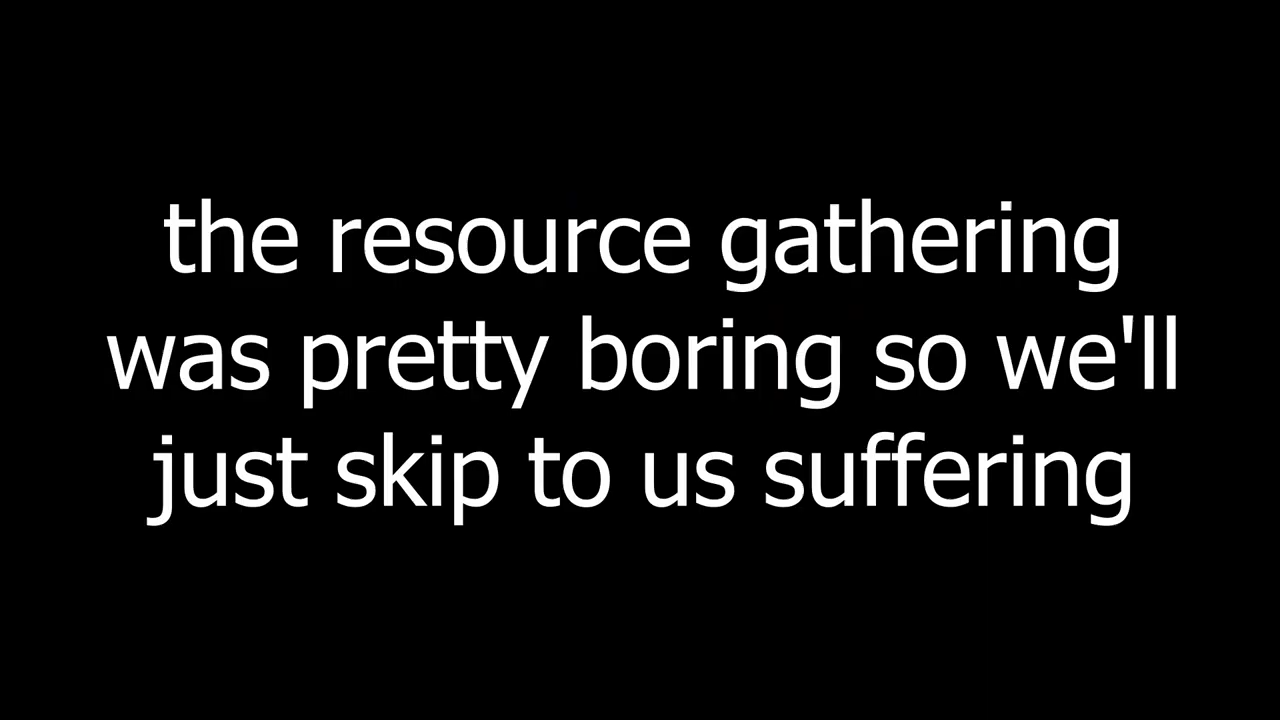 the resource gathering
was pretty boring so we'll
just skip to us suffering